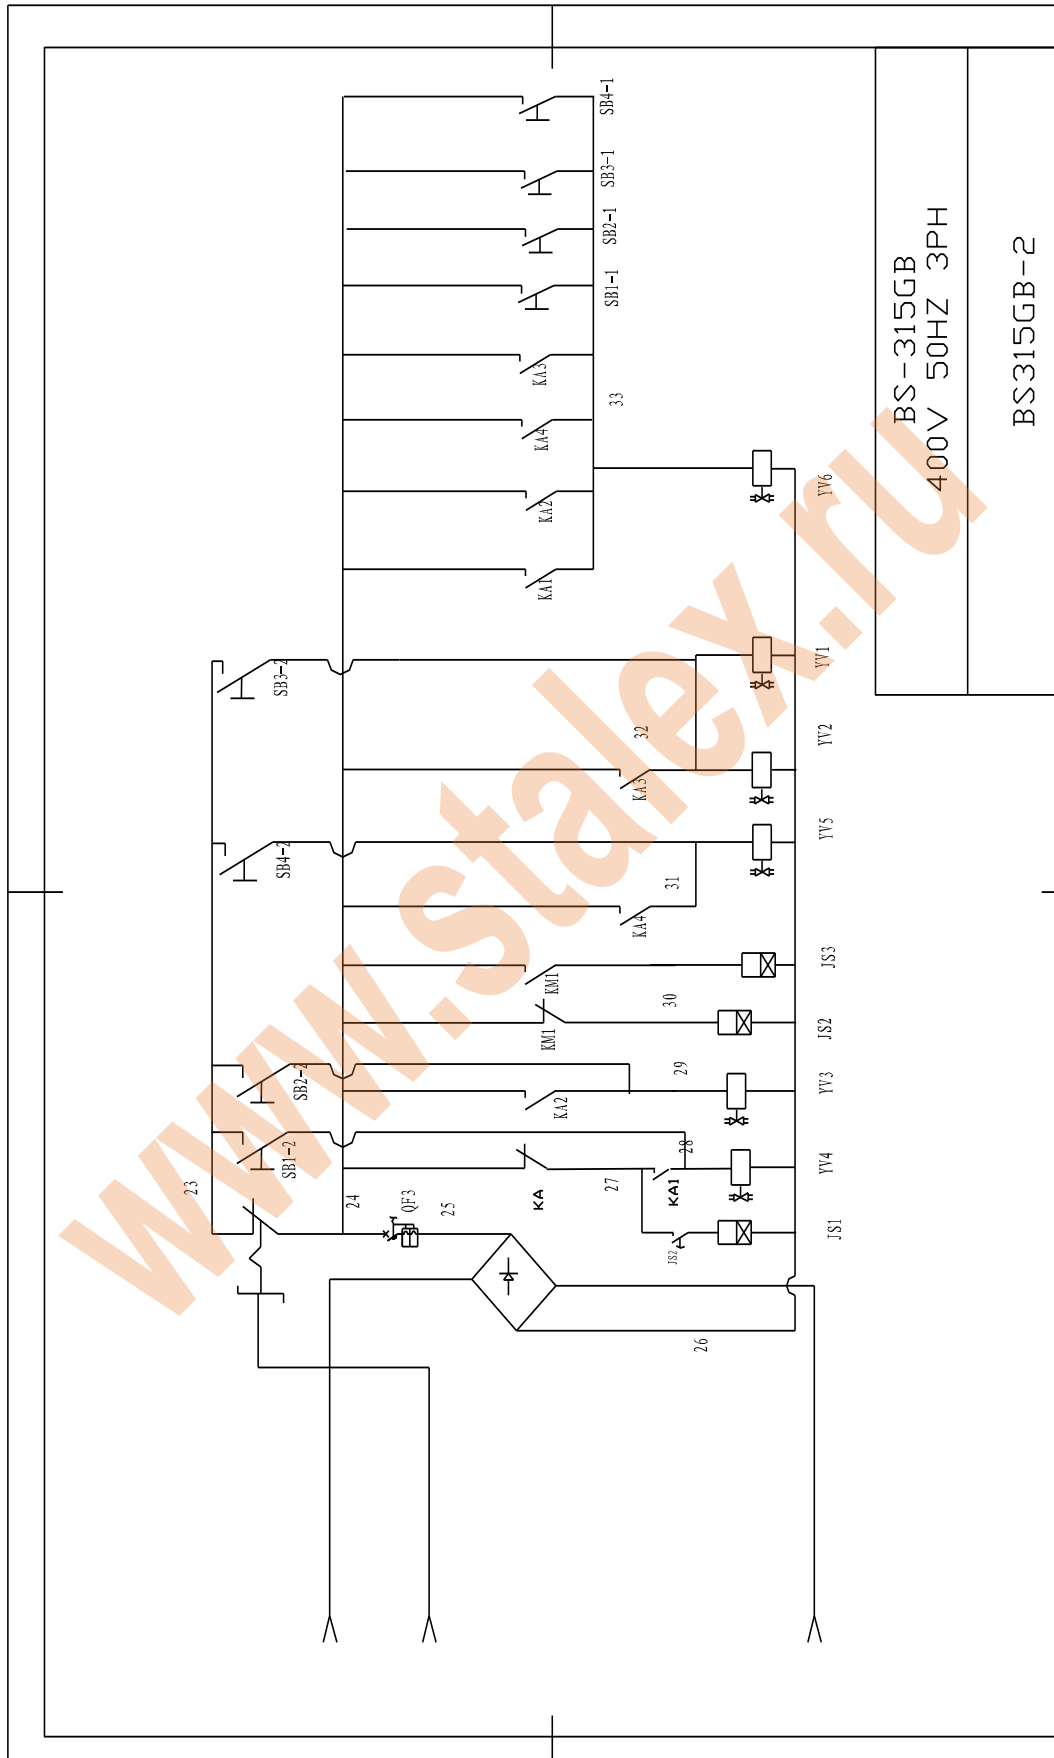 SB4-1
SB3-1
SB2-1
SB1-1
KA3
33
KA4
KA2
KA1
YV6
SB3-2
YV1
32
KA3
YV2
SB4-2
YV5
31
KA4
KM1
JS3
KM1
30
JS2
SB2-2
29
KA2
YV3
SB1-2
28
YV4
23
24
QF3
25
KA
27
KA1
JS2
JS1
26
BS-315GB
400V 50HZ 3PH
BS315GB-2
www.stalex.ru